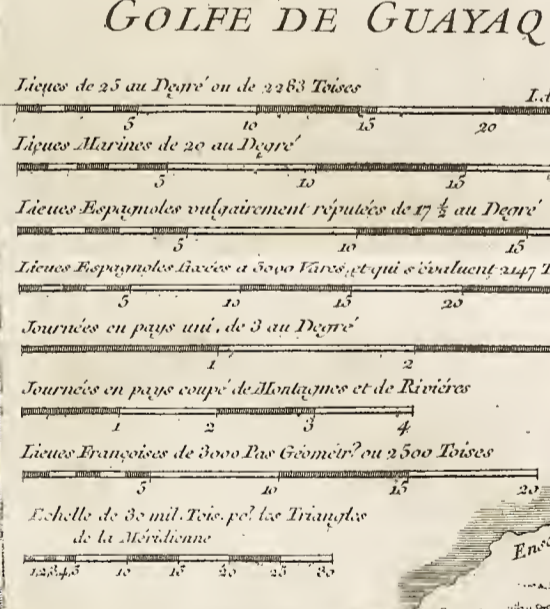 GOLFE DE GUAYAQ
Lieues de 25 au Degré ou de 2283 Toises
5 10 15 20
Lieues Marines de 20 au Degré
5 10 15
Lieues Espagnoles vulgairement réputées de 17 ½ au Degré
5 10 15
Lieues Espagnoles fixées a 5000 Vares, et qui s'évaluent 2147 T
5 10 15 20
Journées en pays uni, de 3 au Degré
1 2
Journées en pays coupé de Montagnes et de Riviéres
1 2 3 4
Lieues Françoises de 3000 Pas Géométr? ou 2500 Toises
5 10 15 20
Echelle de 30 mil. Tois. po? les Triangles
de la Méridienne
1 2 3 4 5 10 15 20 25 30
Ense